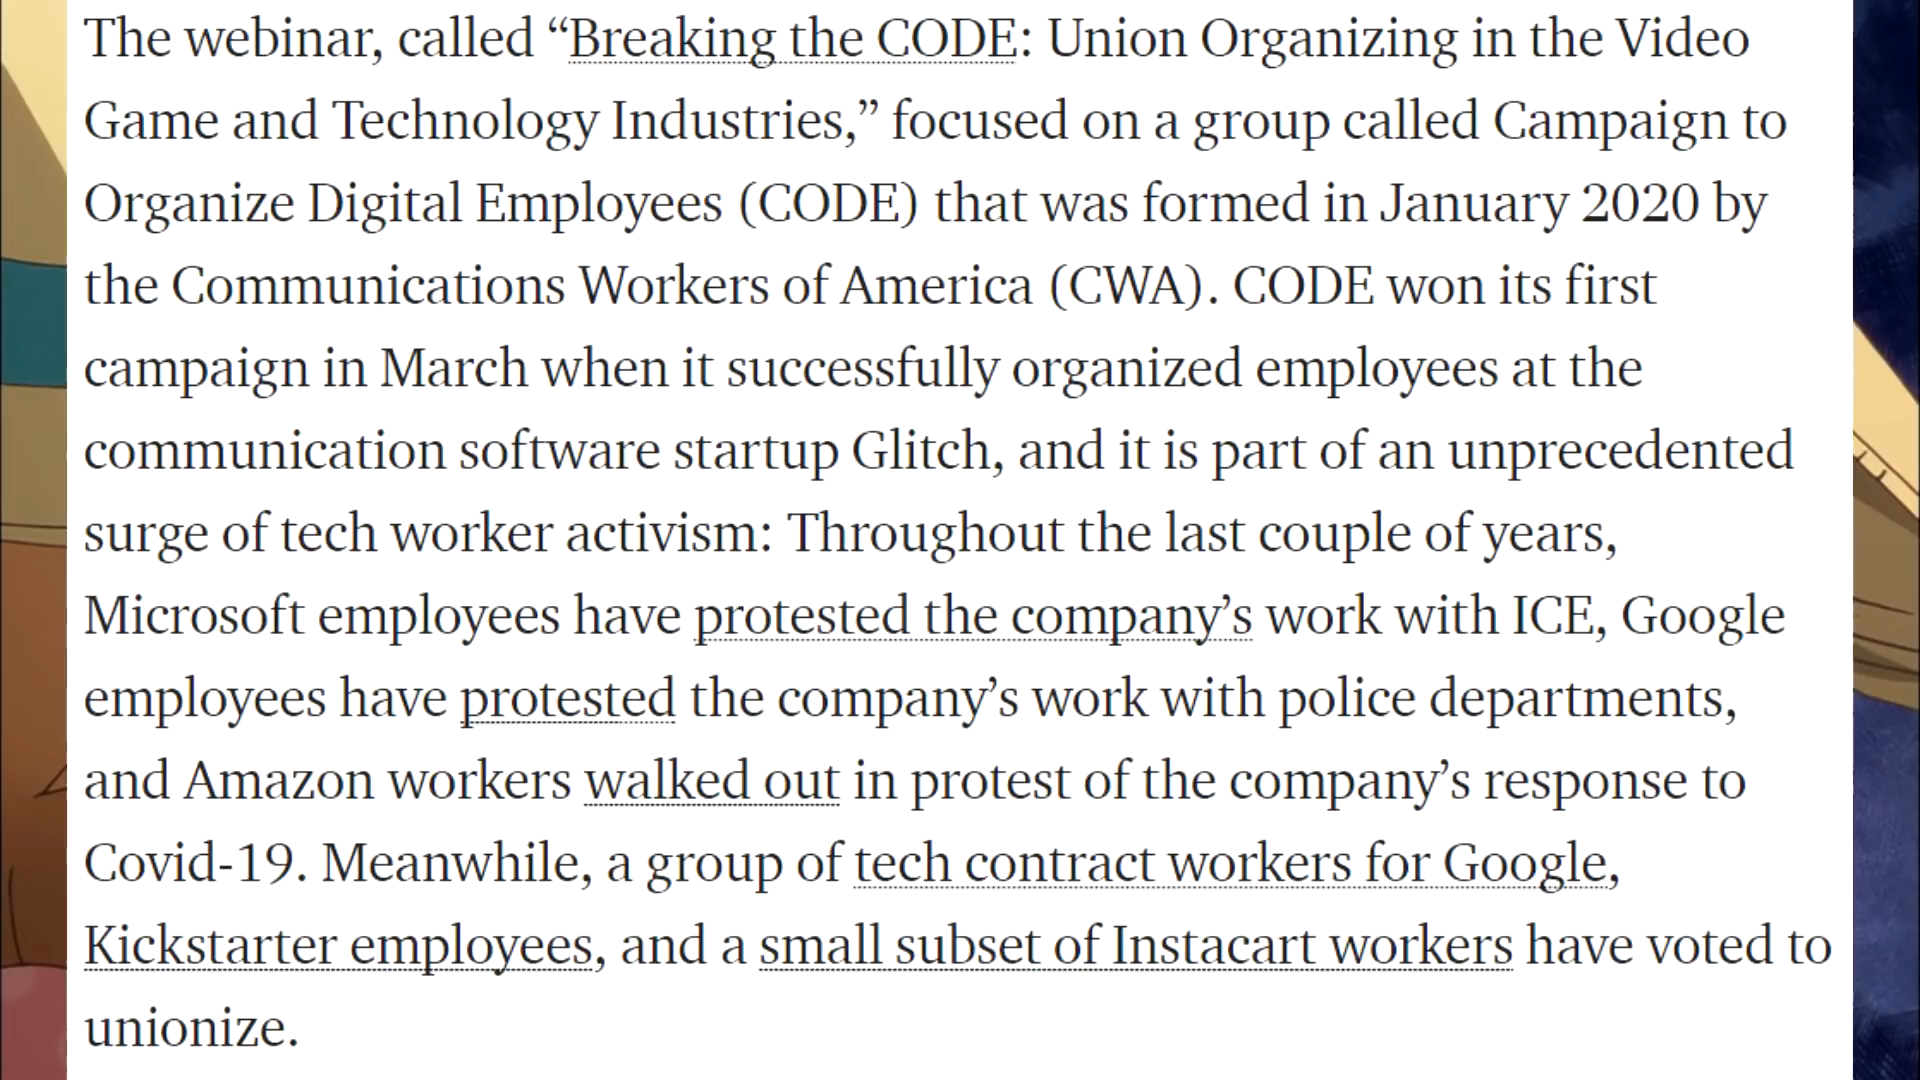 The webinar, called “Breaking the CODE: Union Organizing in the Video
Game and Technology Industries,” focused on a group called Campaign to
Organize Digital Employees (CODE) that was formed in January 2020 by
the Communications Workers of America (CWA). CODE won its first
campaign in March when it successfully organized employees at the
communication software startup Glitch, and it is part of an unprecedented
surge of tech worker activism: Throughout the last couple of years,
Microsoft employees have protested the company’s work with ICE, Google
employees have protested the company’s work with police departments,
and Amazon workers walked out in protest of the company’s response to
Covid-19. Meanwhile, a group of tech contract workers for Google,
Kickstarter employees, and a small subset of Instacart workers have voted to
unionize.